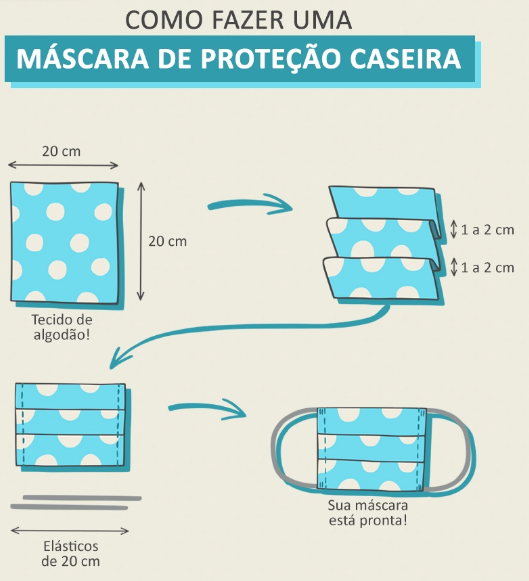 COMO FAZER UMA
MÁSCARA DE PROTEÇÃO CASEIRA
20 cm
20 cm
1 a 2 cm
1 a 2 cm
Tecido de
algodão!
Elásticos
de 20 cm
Sua máscara
está pronta!